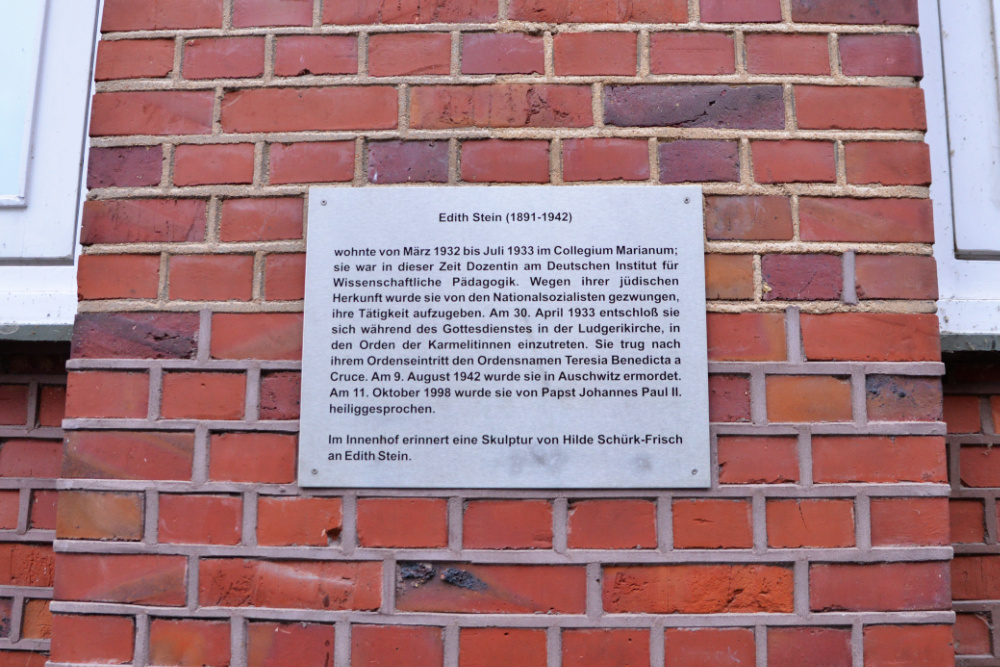 Edith Stein (1891-1942)
wohnte von März 1932 bis Juli 1933 im Collegium Marianum;
sie war in dieser Zeit Dozentin am Deutschen Institut für
Wissenschaftliche Pädagogik. Wegen ihrer jüdischen
Herkunft wurde sie von den Nationalsozialisten gezwungen,
ihre Tätigkeit aufzugeben. Am 30. April 1933 entschloß sie
sich während des Gottesdienstes in der Ludgerikirche, in
den Orden der Karmelitinnen einzutreten. Sie trug nach
ihrem Ordenseintritt den Ordensnamen Teresia Benedicta a
Cruce. Am 9. August 1942 wurde sie in Auschwitz ermordet.
Am 11. Oktober 1998 wurde sie von Papst Johannes Paul II.
heiliggesprochen.
Im Innenhof erinnert eine Skulptur von Hilde Schürk-Frisch
an Edith Stein.